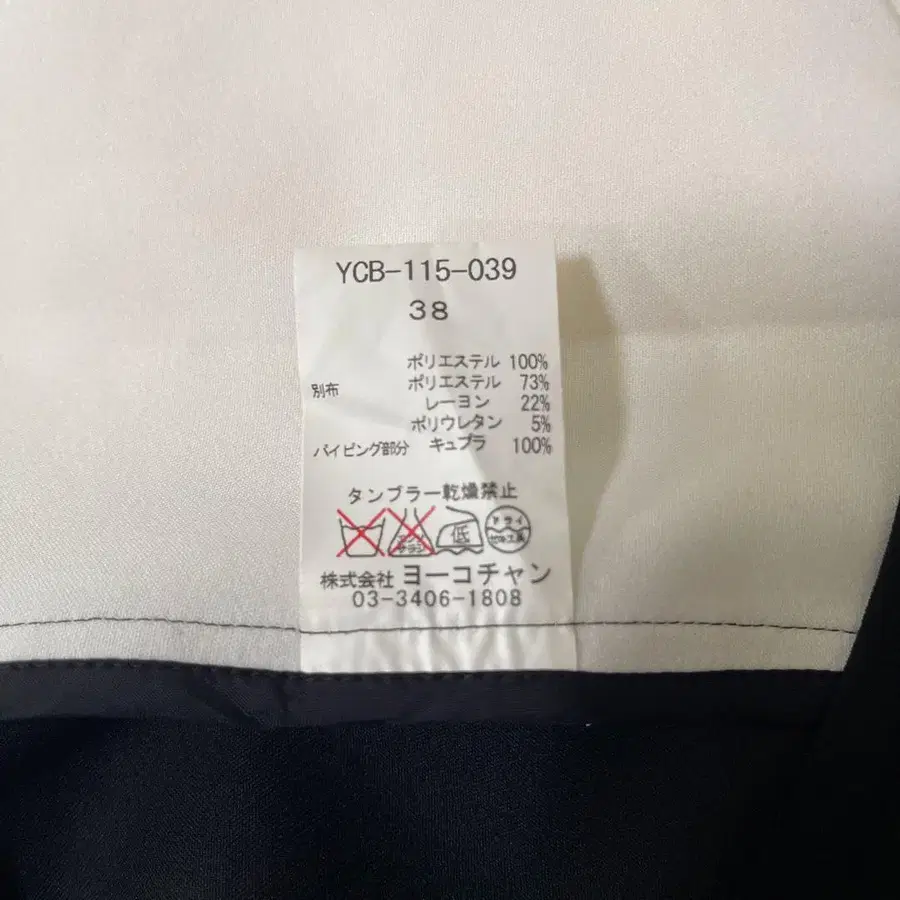 YCB-115-039
38
ポリエステル 100%
別布 ポリエステル 73%
レーヨン 22%
ポリウレタン 5%
パイピング部分 キュプラ 100%
タンブラー乾燥禁止
低 ドライ
株式会社 ヨーコチャン
03-3406-1808